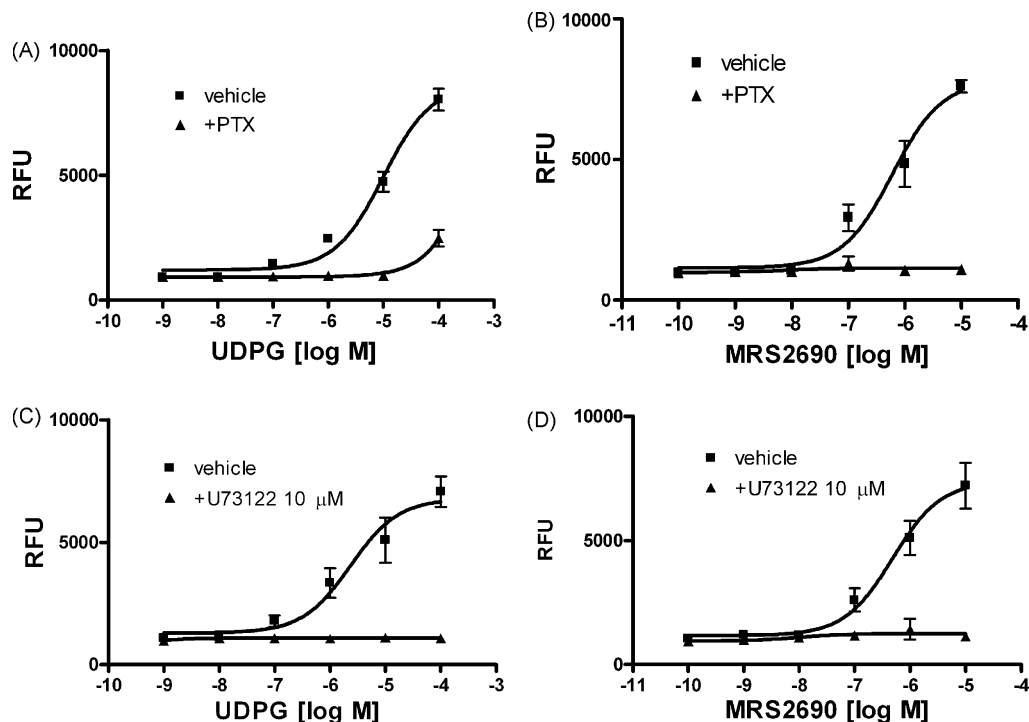 (A)
10000
vehicle
+PTX
RFU
5000
0
-10 -9 -8 -7 -6 -5 -4 -3
UDPG [log M]
(B)
10000
vehicle
+PTX
RFU
5000
0
-11 -10 -9 -8 -7 -6 -5 -4
MRS2690 [log M]
(C)
10000
vehicle
+U73122 10 μM
RFU
5000
0
-10 -9 -8 -7 -6 -5 -4 -3
UDPG [log M]
(D)
10000
vehicle
+U73122 10 μM
RFU
5000
0
-11 -10 -9 -8 -7 -6 -5 -4
MRS2690 [log M]